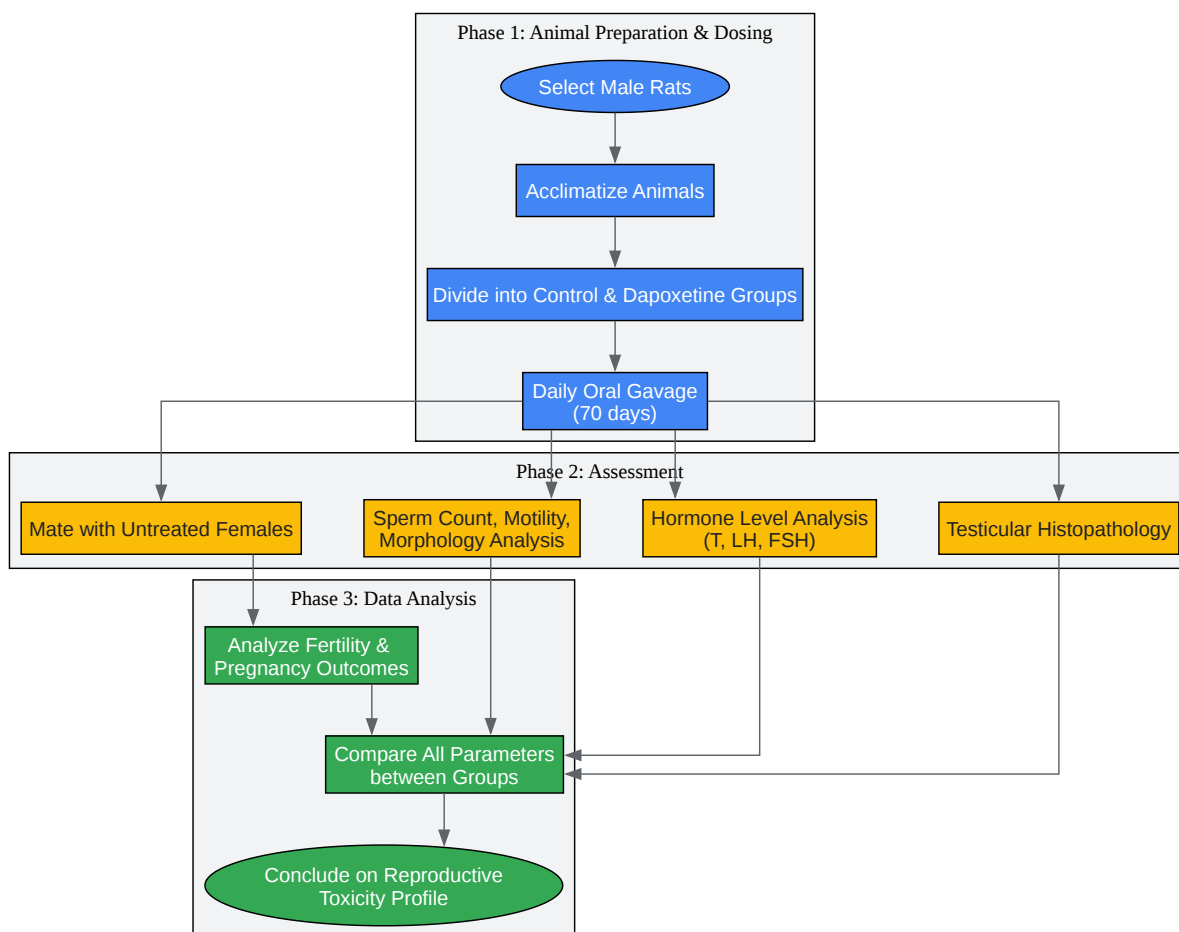 Phase 1: Animal Preparation & Dosing
Select Male Rats
Acclimatize Animals
Divide into Control & Dapoxetine Groups
Daily Oral Gavage
(70 days)
Phase 2: Assessment
Mate with Untreated Females
Sperm Count, Motility,
Morphology Analysis
Hormone Level Analysis
(T, LH, FSH)
Testicular Histopathology
Phase 3: Data Analysis
Analyze Fertility &
Pregnancy Outcomes
Compare All Parameters
between Groups
Conclude on Reproductive
Toxicity Profile